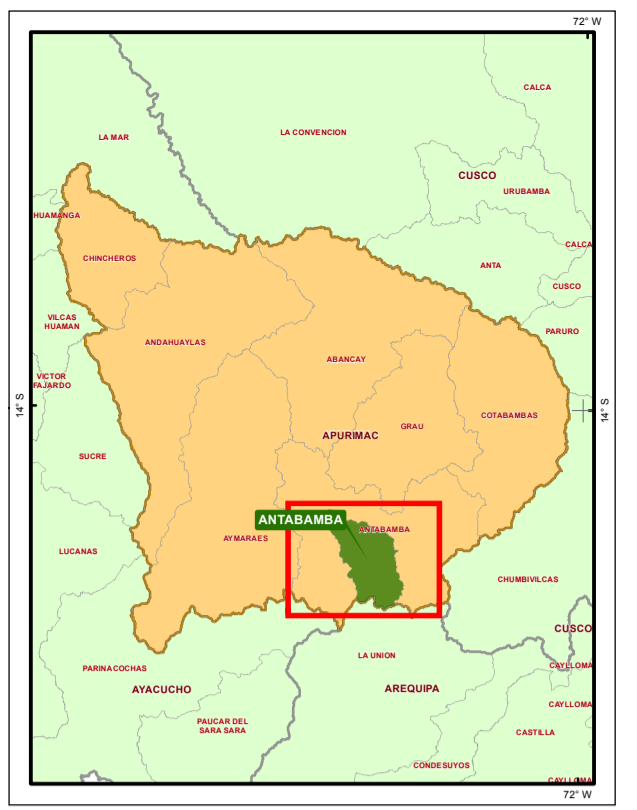 72° W
CALCA
LA MAR
LA CONVENCION
CUSCO
URUBAMBA
HUAMANGA
CALCA
CHINCHEROS
ANTA
CUSCO
VILCAS
HUAMAN
PARURO
ANDAHUAYLAS
ABANCAY
VICTOR
FAJARDO
14° S
14° S
COTABAMBAS
GRAU
APURIMAC
SUCRE
ANTABAMBA
ANTABAMBA
AYMARAES
LUCANAS
CHUMBIVILCAS
CUSCO
LA UNION
CAYLLOMA
PARINACOCHAS
AYACUCHO
AREQUIPA
CAYLLOMA
PAUCAR DEL
SARA SARA
CASTILLA
CONDESUYOS
CAYLLOMA
72° W